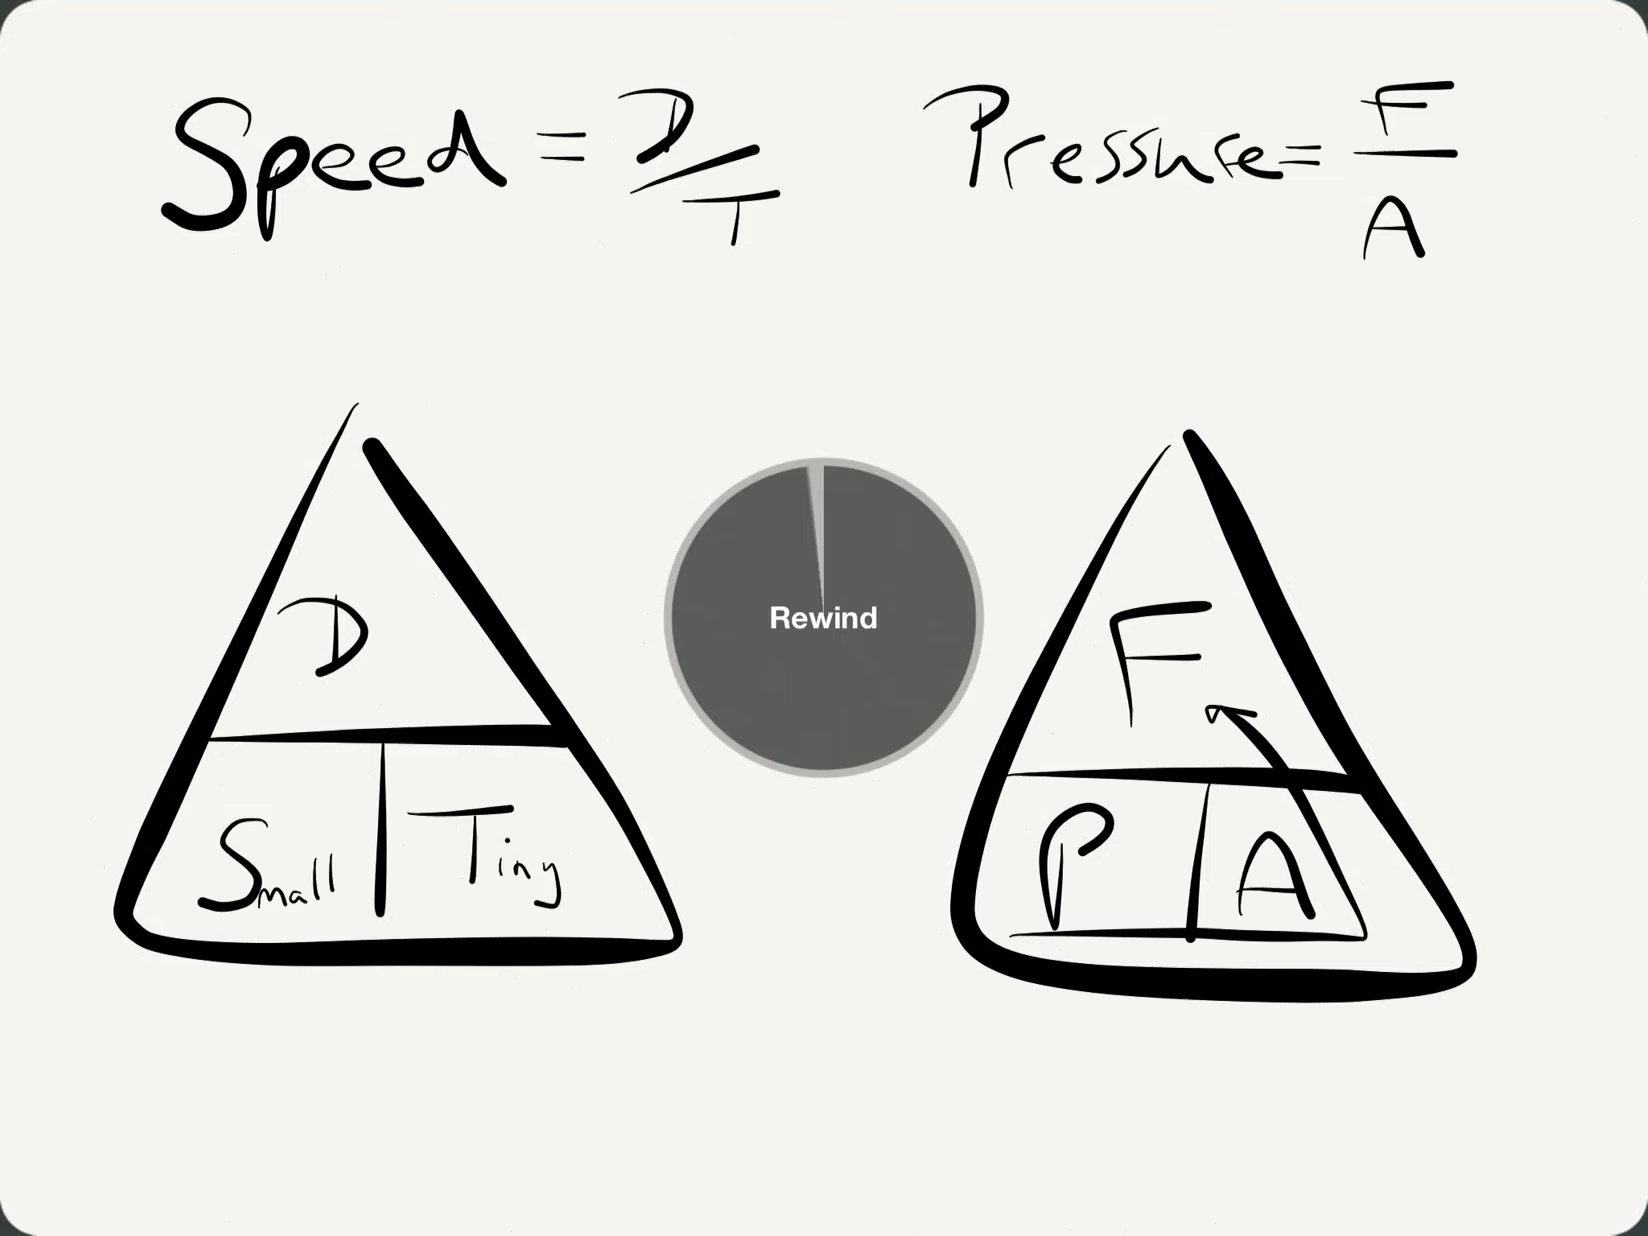 Speed = D/T
Pressure = F/A
D
Small Tiny
Rewind
F
P A